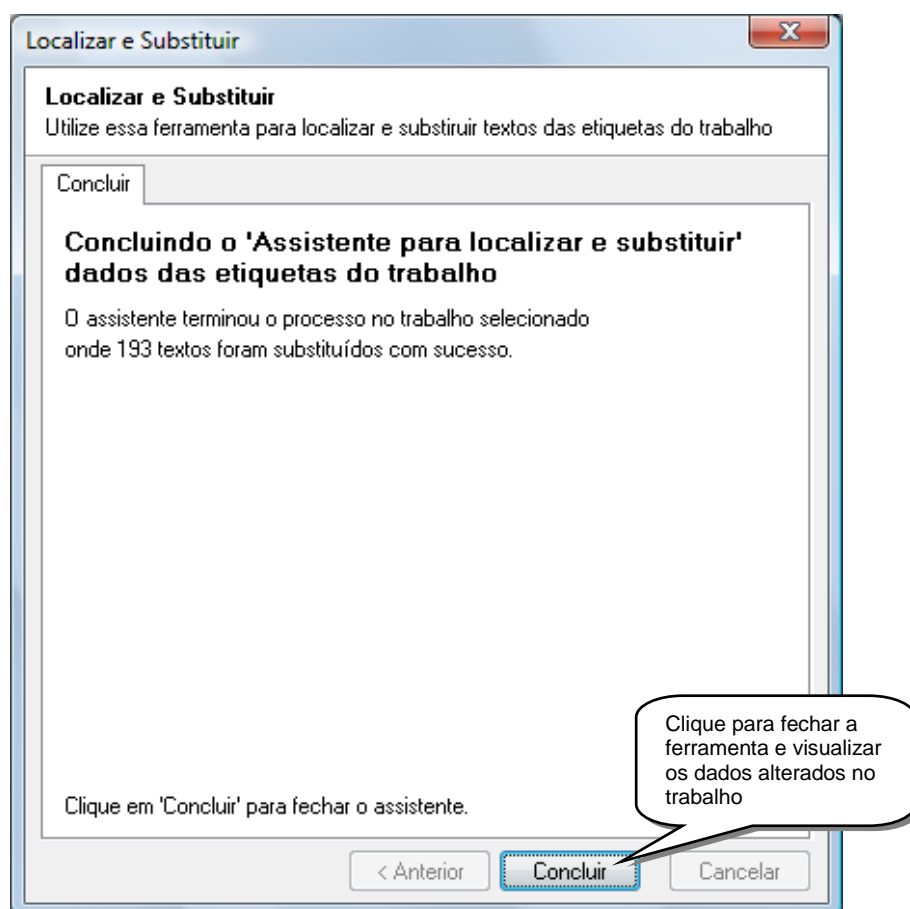 Localizar e Substituir
Localizar e Substituir
Utilize essa ferramenta para localizar e substiruir textos das etiquetas do trabalho
Concluir
Concluindo o 'Assistente para localizar e substituir'
dados das etiquetas do trabalho
O assistente terminou o processo no trabalho selecionado
onde 193 textos foram substituídos com sucesso.
Clique para fechar a
ferramenta e visualizar
os dados alterados no
trabalho
Clique em 'Concluir' para fechar o assistente.
< Anterior
Concluir
Cancelar